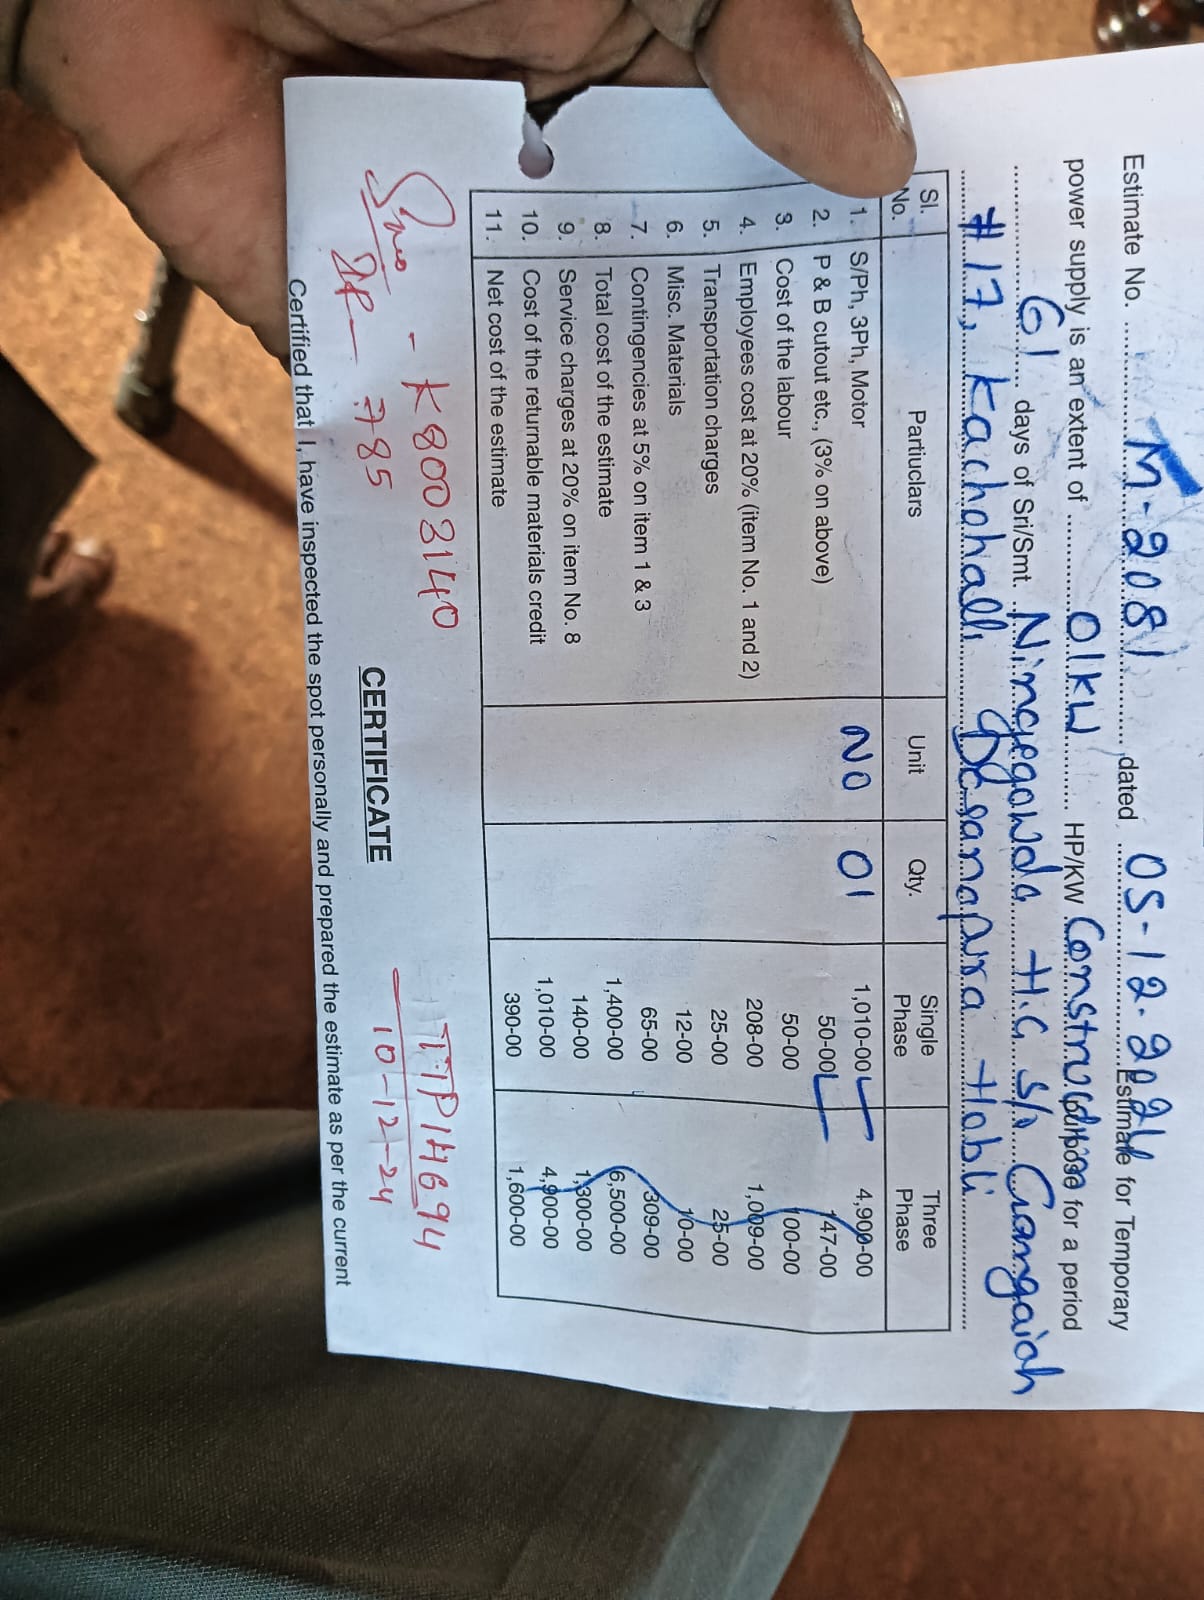 Estimate No. M-2081 dated 05-12-2024 Estimate for Temporary
power supply is an extent of 01KW HP/KW Construction purpose for a period
61 days of Sri/Smt. Ningegowda H.G S/o Gangaiah
#17, Kachohalli Dasanapura Hobli
Sl. No. Partiuclars Unit Qty. Single Phase Three Phase
1. S/Ph, 3Ph, Motor NO 01 1,010-00 4,900-00
2. P & B cutout etc., (3% on above) 50-00 147-00
3. Cost of the labour 50-00 100-00
4. Employees cost at 20% (item No. 1 and 2) 208-00 1,009-00
5. Transportation charges 25-00 25-00
6. Misc. Materials 12-00 10-00
7. Contingencies at 5% on item 1 & 3 65-00 309-00
8. Total cost of the estimate 1,400-00 6,500-00
9. Service charges at 20% on item No. 8 140-00 1,300-00
10. Cost of the returnable materials credit 1,010-00 4,900-00
11. Net cost of the estimate 390-00 1,600-00
- K8003140 TTP14694
785 10-12-24
CERTIFICATE
Certified that I, have inspected the spot personally and prepared the estimate as per the current